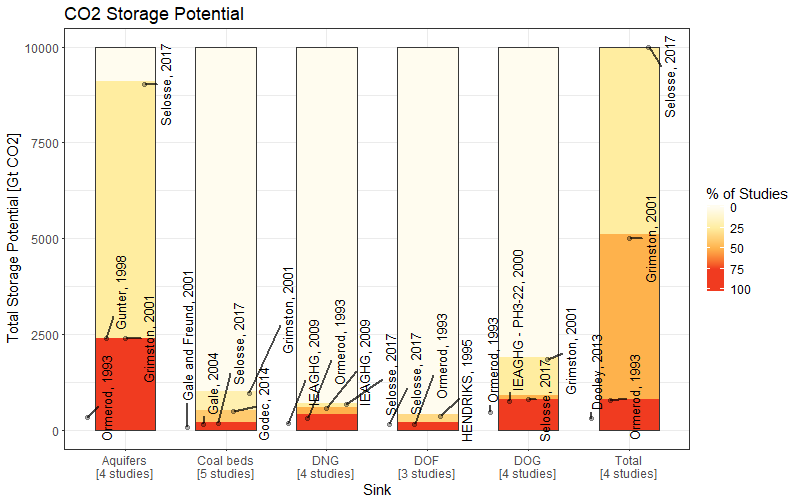 CO2 Storage Potential
Total Storage Potential [Gt CO2]
10000
7500
5000
2500
0
Ormerod, 1993
Gunter, 1998
Grimston, 2001
Selosse, 2017
Gale and Freund, 2001
Gale, 2004
Selosse, 2017
Godec, 2014
Grimston, 2001
IEAGHG, 2009
Ormerod, 1993
IEAGHG, 2009
Selosse, 2017
Selosse, 2017
Ormerod, 1993
HENDRIKS, 1995
Ormerod, 1993
IEAGHG - PH3-22, 2000
Selosse, 2017
Grimston, 2001
Dooley, 2013
Ormerod, 1993
Grimston, 2001
Selosse, 2017
Aquifers
[4 studies]
Coal beds
[5 studies]
DNG
[4 studies]
DOF
[3 studies]
DOG
[4 studies]
Total
[4 studies]
Sink
% of Studies
0
25
50
75
100